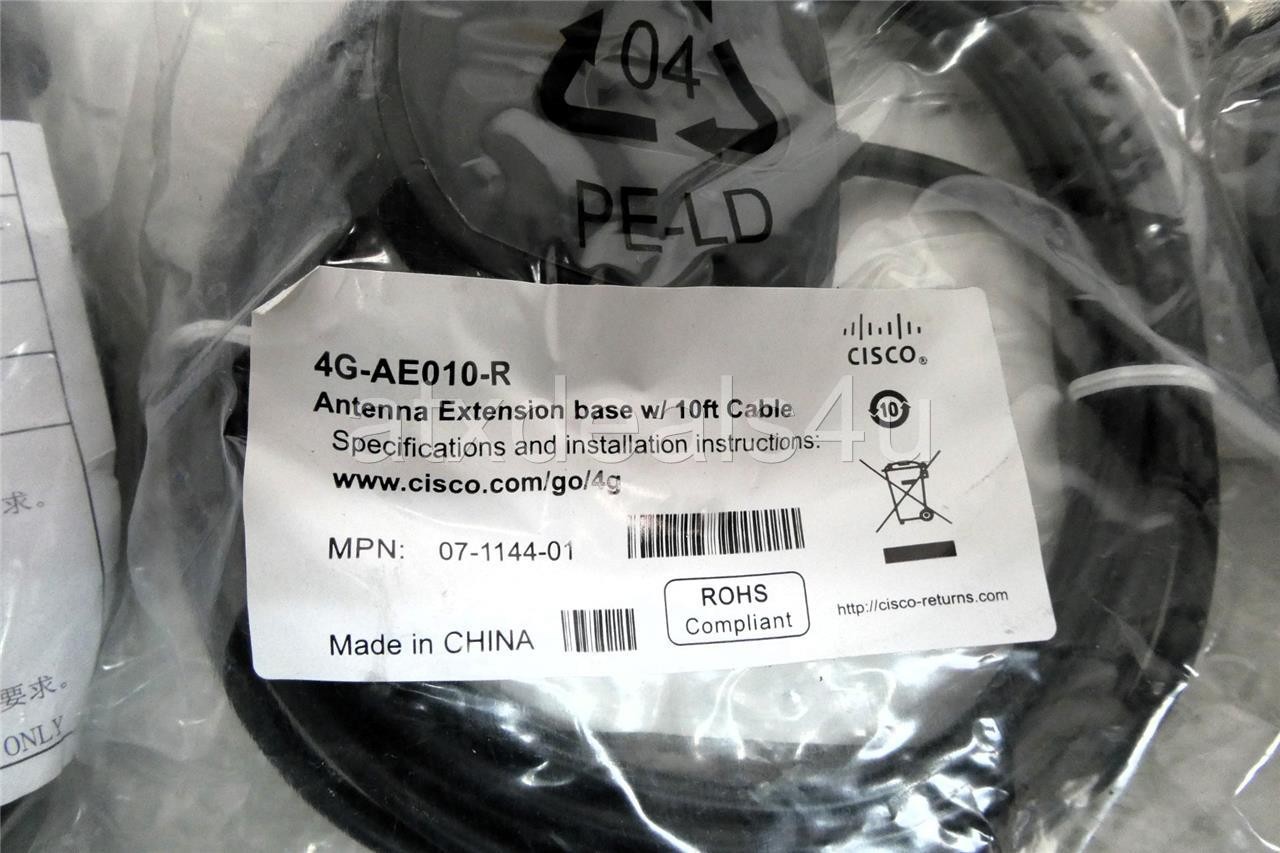 04
PE-LD
CISCO®
4G-AE010-R
10
Antenna Extension base w/ 10ft Cable
atxdeals4u
Specifications and installation instructions:
www.cisco.com/go/4g
MPN: 07-1144-01
ROHS
Compliant
http://cisco-returns.com
Made in CHINA
求。
要求。
ONLY